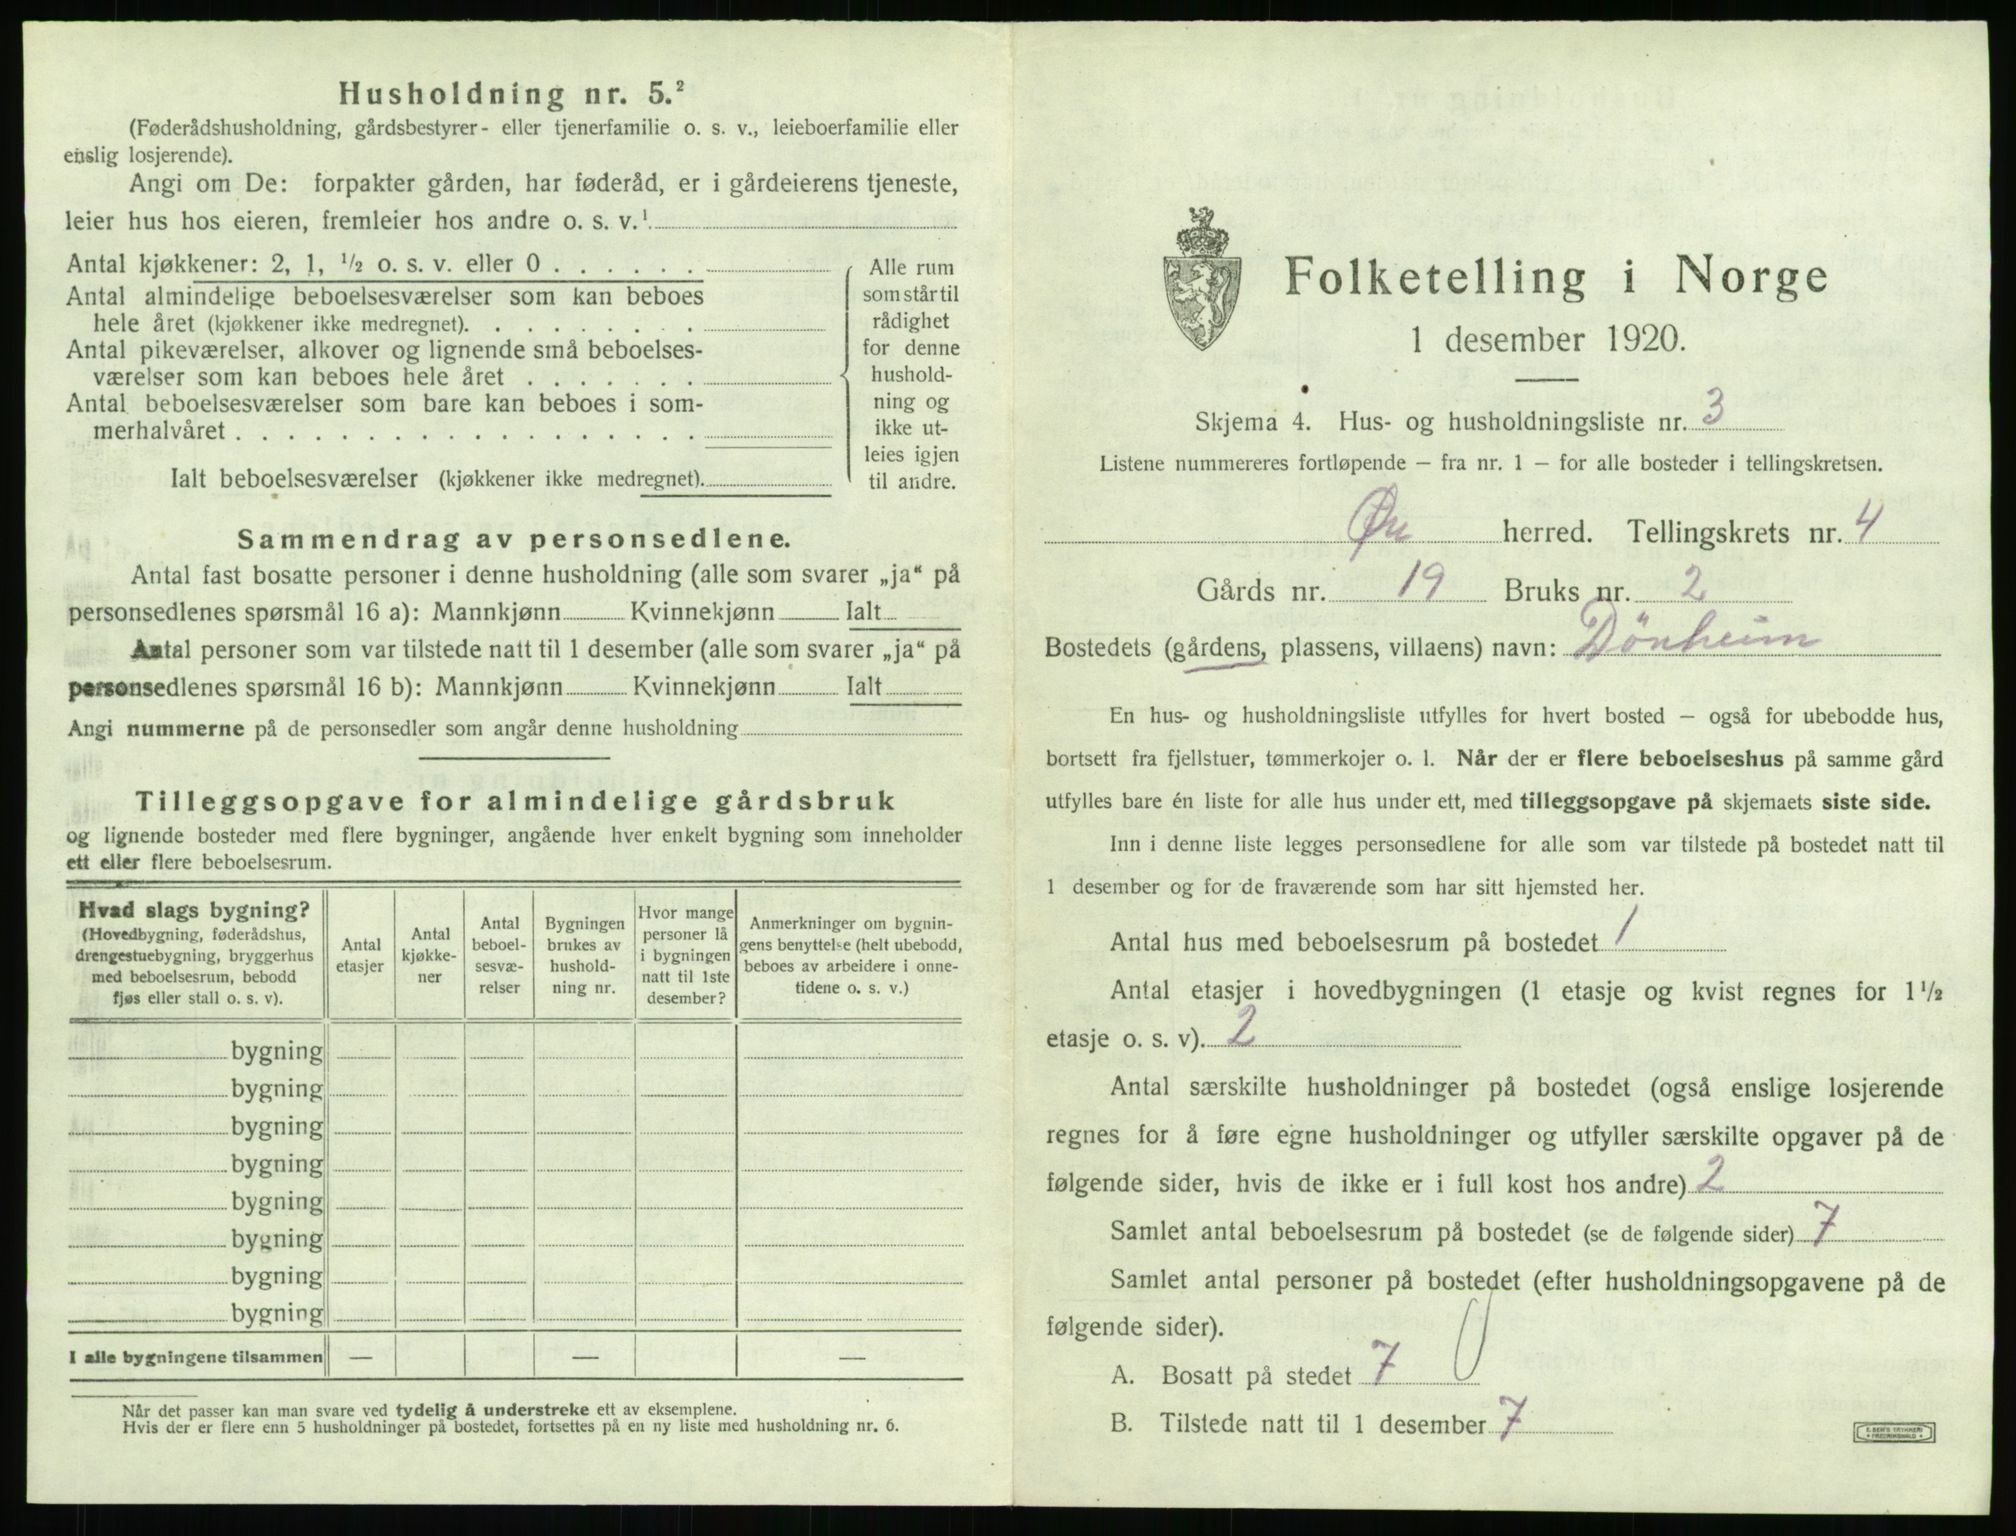 Husholdning nr. 5.²
(Føderådshusholdning, gårdsbestyrer- eller tjenerfamilie o. s. v., leieboerfamilie eller
enslig losjerende).
Angi om De: forpakter gården, har føderåd, er i gårdeierens tjeneste,
leier hus hos eieren, fremleier hos andre o. s. v.¹
Antal kjøkkener: 2, 1, ½ o. s. v. eller 0 . . . . . .
Antal almindelige beboelsesværelser som kan beboes
hele året (kjøkkener ikke medregnet). . . . . . . . .
Antal pikeværelser, alkover og lignende små beboelses-
værelser som kan beboes hele året . . . . . . .
Antal beboelsesværelser som bare kan beboes i som-
merhalvåret . . . . . . . . . . . . . . . . . .
Ialt beboelsesværelser (kjøkkener ikke medregnet).
Alle rum
som står til
rådighet
for denne
hushold-
ning og
ikke ut-
leies igjen
til andre.
Sammendrag av personsedlene.
Antal fast bosatte personer i denne husholdning (alle som svarer „ja“ på
personsedlenes spørsmål 16 a): Mannkjønn Kvinnekjønn Ialt
Antal personer som var tilstede natt til 1 desember (alle som svarer „ja“ på
personsedlenes spørsmål 16 b): Mannkjønn Kvinnekjønn Ialt
Angi nummerne på de personsedler som angår denne husholdning
Tilleggsopgave for almindelige gårdsbruk
og lignende bosteder med flere bygninger, angående hver enkelt bygning som inneholder
ett eller flere beboelsesrum.
Hvad slags bygning?
(Hovedbygning, føderådshus,
drengestuebygning, bryggerhus
med beboelsesrum, bebodd
fjøs eller stall o. s. v).
Antal
etasjer
Antal
kjøkke-
ner
Antal
beboel-
sesvæ-
relser
Bygningen
brukes av
hushold-
ning nr.
Hvor mange
personer lå
i bygningen
natt til 1ste
desember?
Anmerkninger om bygnin-
gens benyttelse (helt ubebodd,
beboes av arbeidere i onne-
tidene o. s. v.)
bygning
bygning
bygning
bygning
bygning
bygning
bygning
bygning
I alle bygningene tilsammen — — —
Når det passer kan man svare ved tydelig å understreke ett av eksemplene.
Hvis der er flere enn 5 husholdninger på bostedet, fortsettes på en ny liste med husholdning nr. 6.
Folketelling i Norge
1 desember 1920.
Skjema 4. Hus- og husholdningsliste nr. 3
Listene nummereres fortløpende — fra nr. 1 — for alle bosteder i tellingskretsen.
Øre herred. Tellingskrets nr. 4
Gårds nr. 19 Bruks nr. 2
Bostedets (gårdens, plassens, villaens) navn: Dönheim
En hus- og husholdningsliste utfylles for hvert bosted — også for ubebodde hus,
bortsett fra fjellstuer, tømmerkojer o. l. Når der er flere beboelseshus på samme gård
utfylles bare én liste for alle hus under ett, med tilleggsopgave på skjemaets siste side.
Inn i denne liste legges personsedlene for alle som var tilstede på bostedet natt til
1 desember og for de fraværende som har sitt hjemsted her.
Antal hus med beboelsesrum på bostedet 1
Antal etasjer i hovedbygningen (1 etasje og kvist regnes for 1½
etasje o. s. v). 2
Antal særskilte husholdninger på bostedet (også enslige losjerende
regnes for å føre egne husholdninger og utfyller særskilte opgaver på de
følgende sider, hvis de ikke er i full kost hos andre) 2
Samlet antal beboelsesrum på bostedet (se de følgende sider) 7
Samlet antal personer på bostedet (efter husholdningsopgavene på de
følgende sider).
A. Bosatt på stedet 7
B. Tilstede natt til 1 desember 7